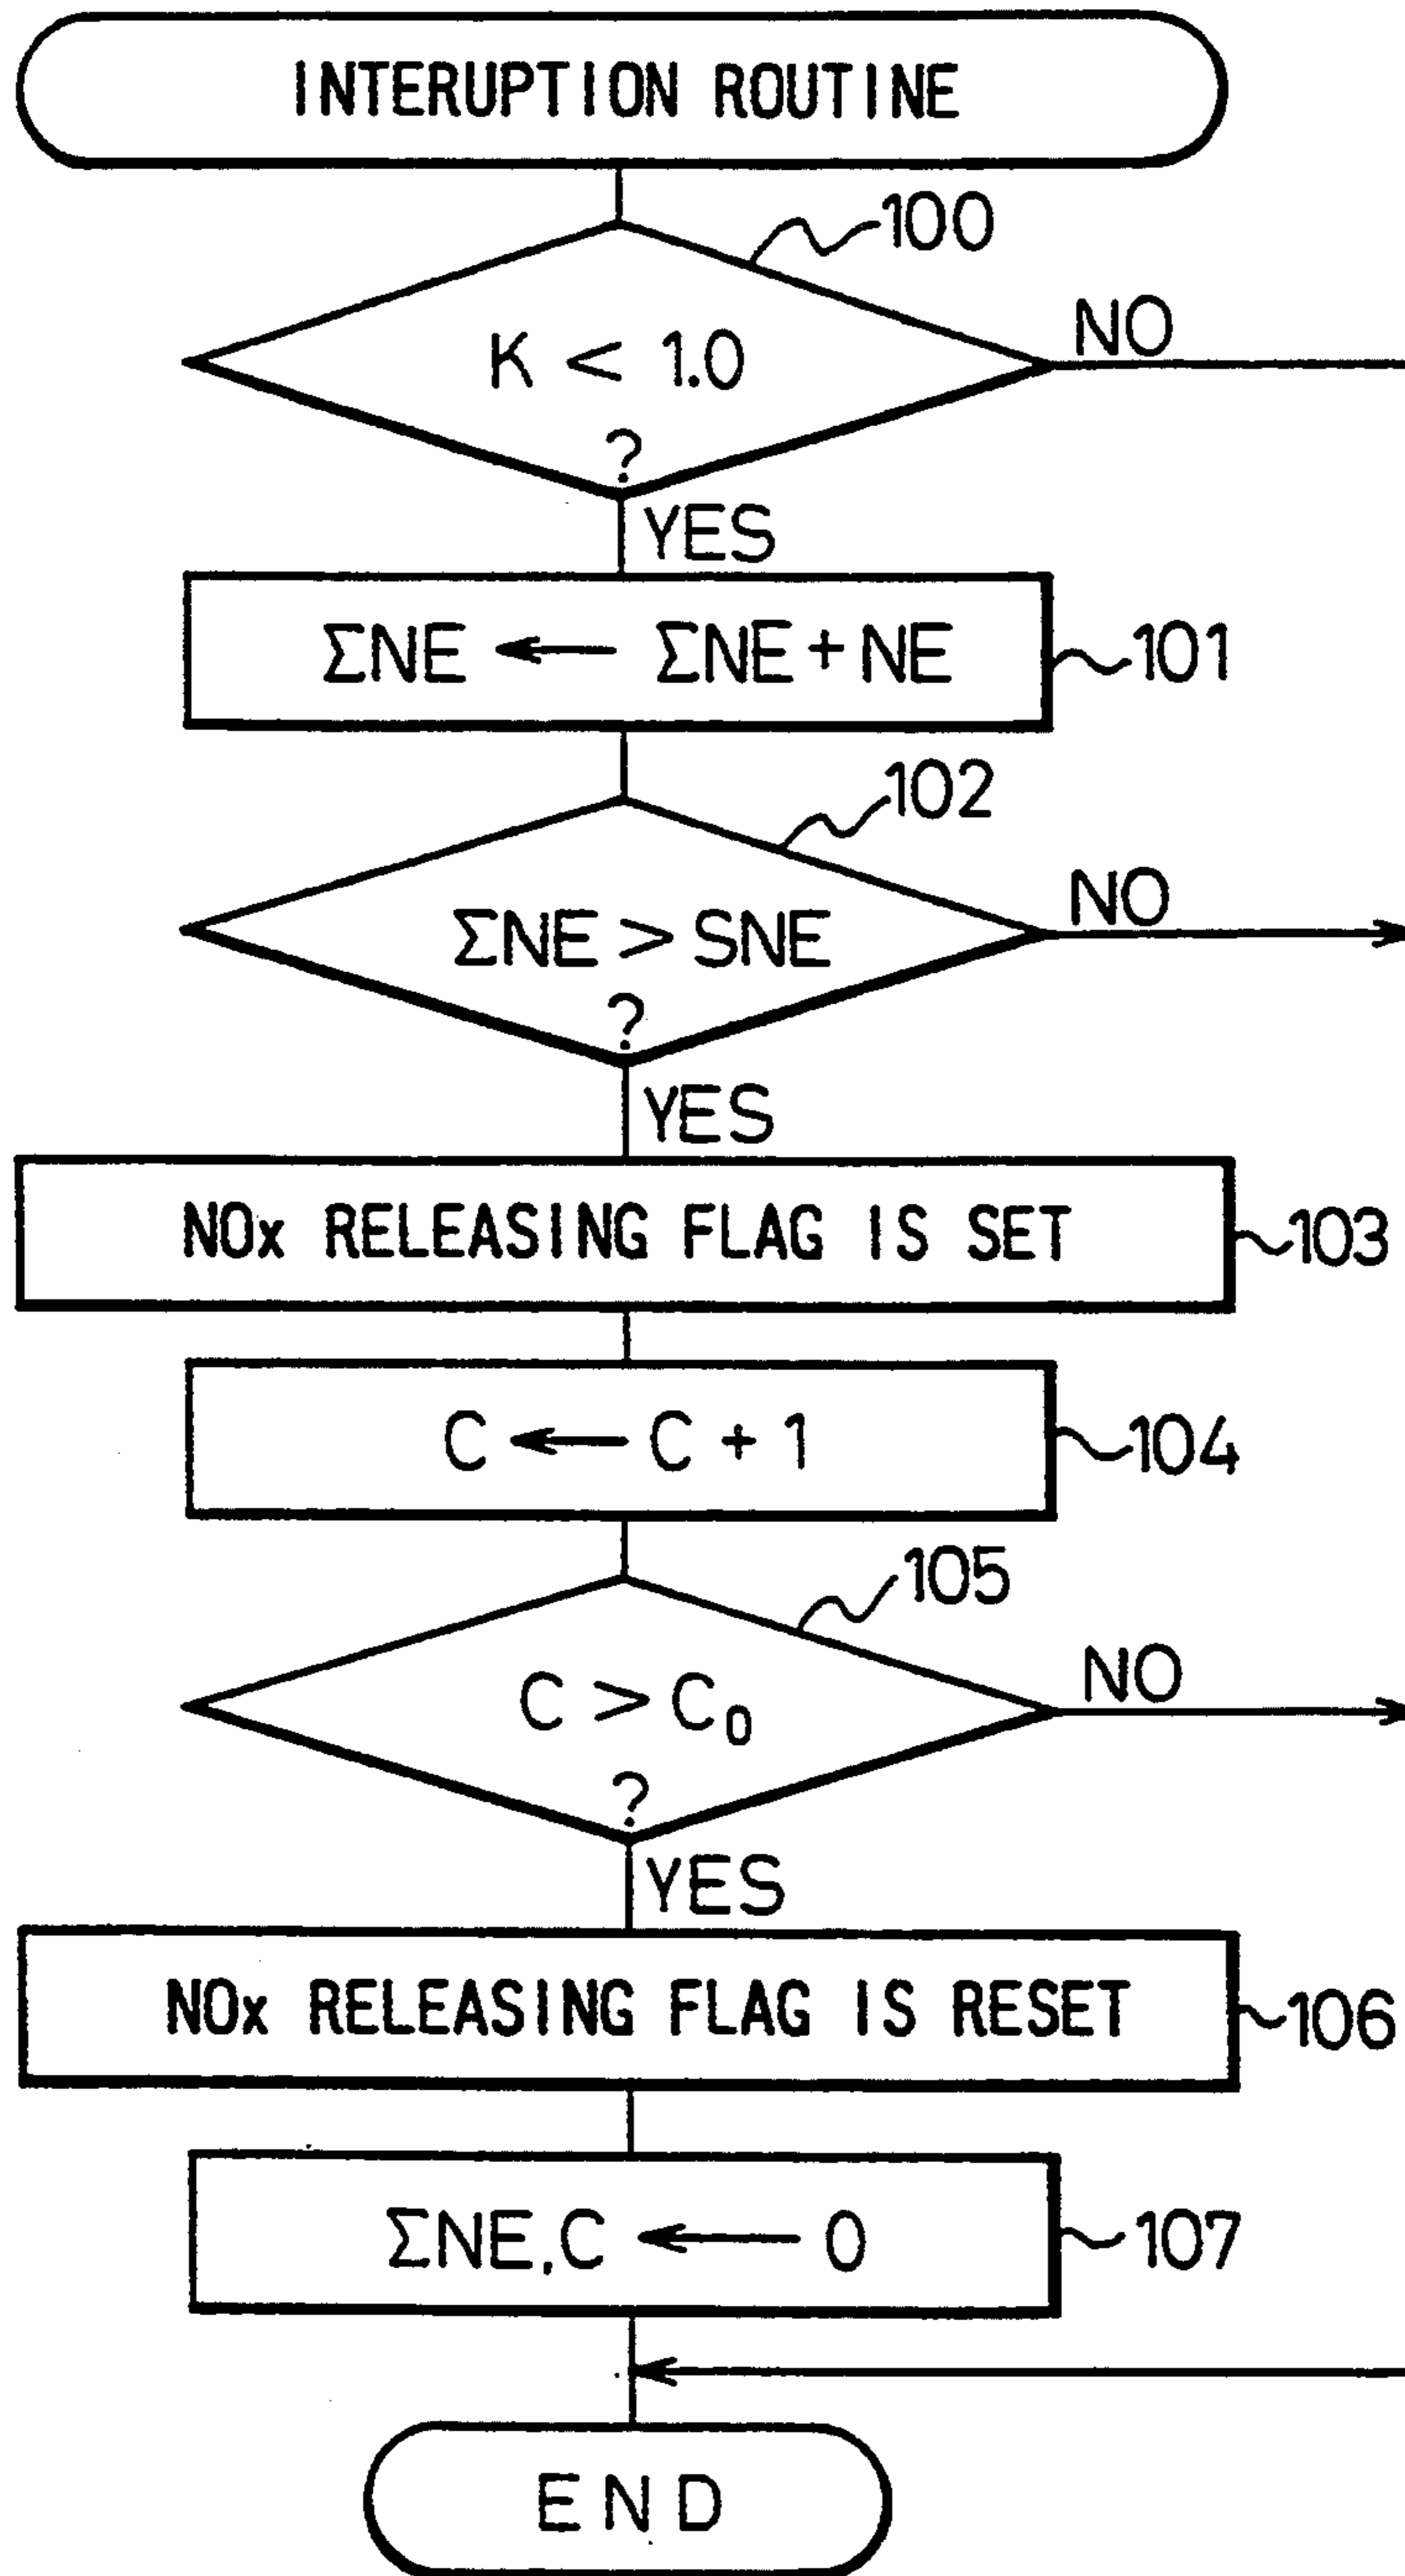 INTERUPTION ROUTINE
100
K < 1.0
?
NO
YES
ΣNE ← ΣNE + NE
101
102
ΣNE > SNE
?
NO
YES
NOx RELEASING FLAG IS SET
103
C ← C + 1
104
105
C > C₀
?
NO
YES
NOx RELEASING FLAG IS RESET
106
ΣNE, C ← 0
107
END